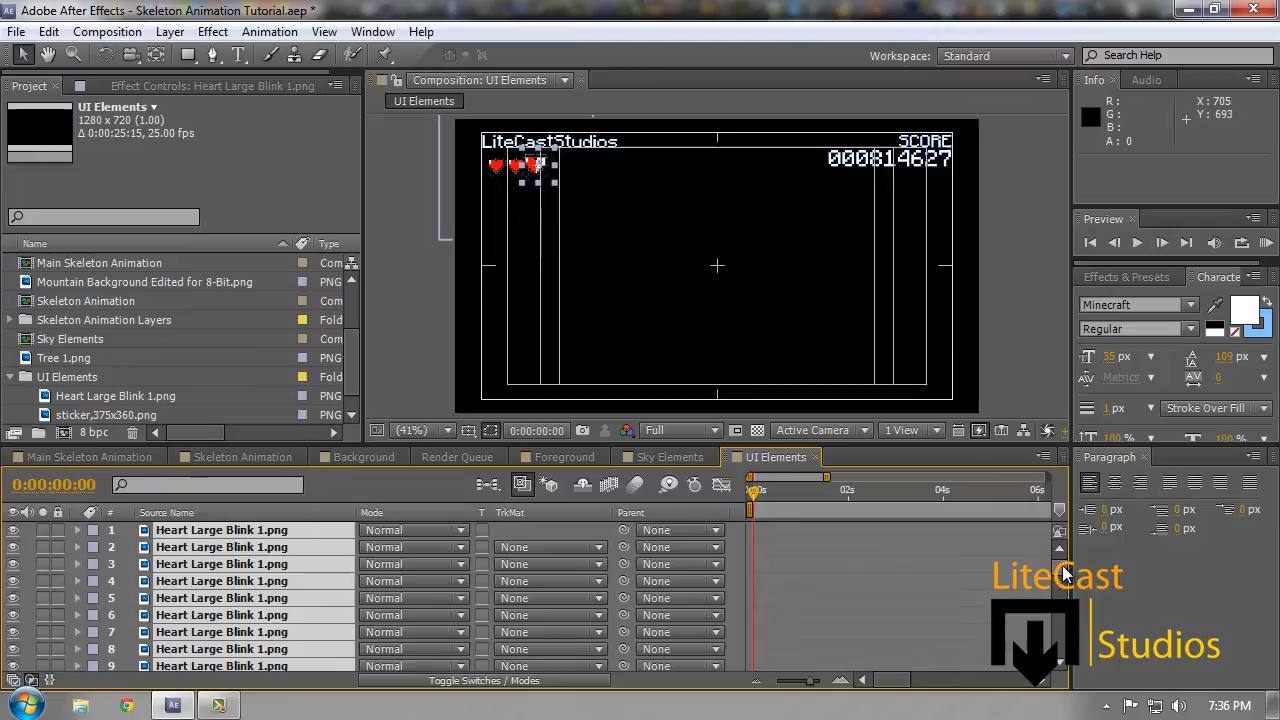 Adobe After Effects - Skeleton Animation Tutorial.aep *
File Edit Composition Layer Effect Animation View Window Help
Workspace: Standard Search Help
Project Effect Controls: Heart Large Blink 1.png
Composition: UI Elements
Info Audio
UI Elements
UI Elements
1280 x 720 (1.00)
Δ 0:00:25:15, 25.00 fps
R: X: 705
G: Y: 693
B:
A: 0
LiteCastStudios SCORE
000814627
Preview
Name Type
Main Skeleton Animation Com
Mountain Background Edited for 8-Bit.png PNG
Skeleton Animation Com
Skeleton Animation Layers Fold
Sky Elements Com
Tree 1.png PNG
UI Elements Fold
Heart Large Blink 1.png PNG
sticker,375x360.png PNG
Effects & Presets Characte
Minecraft
Regular
35 px 109 px
Metrics 0
1 px Stroke Over Fill
100 % 100 %
8 bpc
(41%) 0:00:00:00 Full Active Camera 1 View
Main Skeleton Animation Skeleton Animation Background Render Queue Foreground Sky Elements UI Elements
Paragraph
0:00:00:00
02s 04s 06s
# Source Name Mode T TrkMat Parent
0 px 0 px 0 px
0 px 0 px
1 Heart Large Blink 1.png Normal None
2 Heart Large Blink 1.png Normal None None
3 Heart Large Blink 1.png Normal None None
4 Heart Large Blink 1.png Normal None None
5 Heart Large Blink 1.png Normal None None
6 Heart Large Blink 1.png Normal None None
7 Heart Large Blink 1.png Normal None None
8 Heart Large Blink 1.png Normal None None
9 Heart Large Blink 1.png Normal None None
Toggle Switches / Modes
LiteCast
Studios
7:36 PM